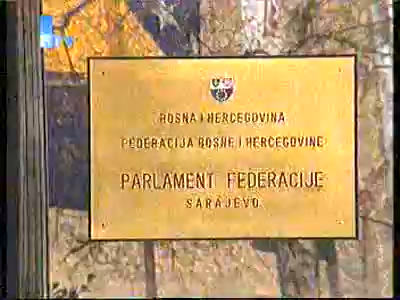 BOSNA I HERCEGOVINA
FEDERACIJA BOSNE I HERCEGOVINE
PARLAMENT FEDERACIJE
SARAJEVO